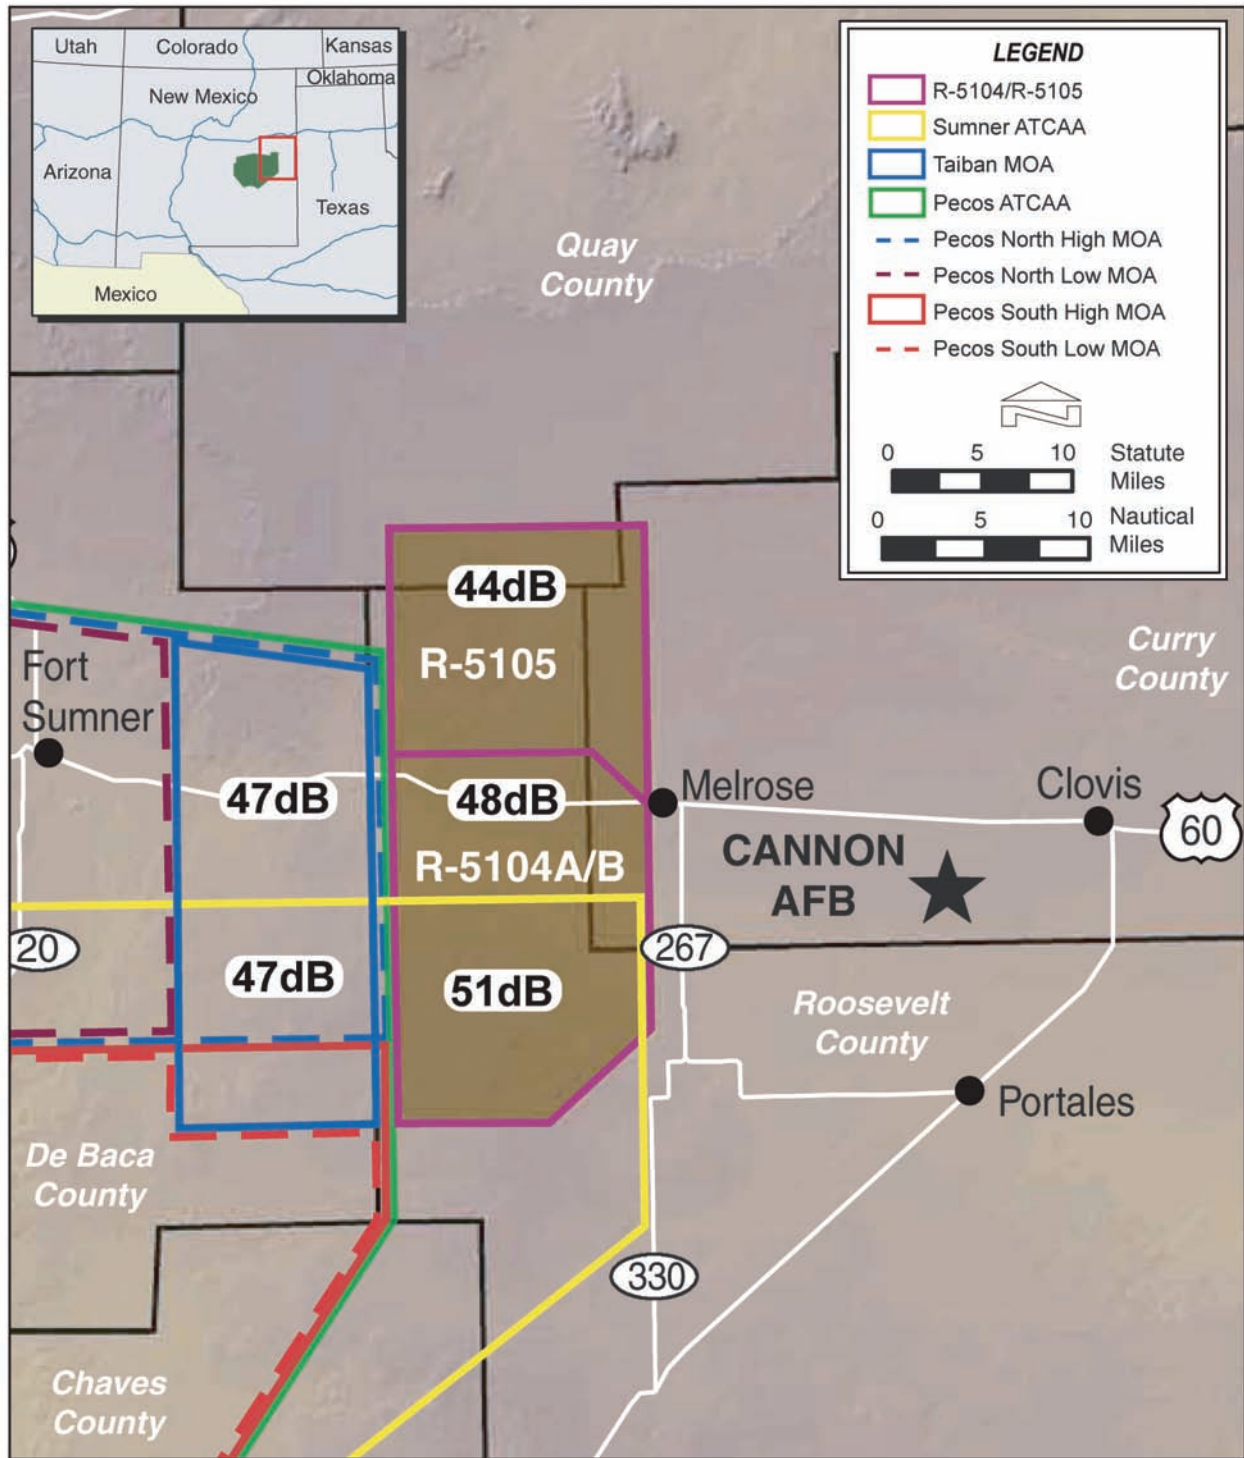 Utah
Colorado
Kansas
Oklahoma
New Mexico
Arizona
Texas
Mexico
LEGEND
R-5104/R-5105
Sumner ATCAA
Taiban MOA
Pecos ATCAA
Pecos North High MOA
Pecos North Low MOA
Pecos South High MOA
Pecos South Low MOA
N
0 5 10 Statute
Miles
0 5 10 Nautical
Miles
Quay
County
44dB
R-5105
Curry
County
Fort
Sumner
47dB
48dB
Melrose
Clovis
60
R-5104A/B
CANNON
AFB
20
267
47dB
51dB
Roosevelt
County
Portales
De Baca
County
330
Chaves
County